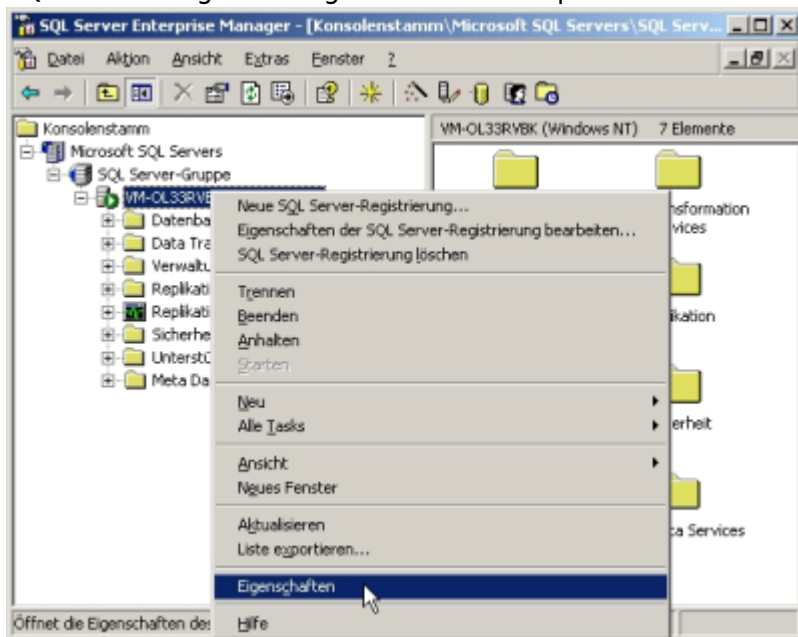 SQL Server Enterprise Manager - [Konsolenstamm\Microsoft SQL Servers\SQL Serv...
Datei Aktion Ansicht Extras Fenster ?
Konsolenstamm
Microsoft SQL Servers
SQL Server-Gruppe
VM-OL33RVB
Datenba
Data Tra
Verwaltu
Replikati
Replikati
Sicherhe
Unterstü
Meta Da
VM-OL33RVBK (Windows NT) 7 Elemente
nsformation
vices
ikation
erheit
ta Services
Neue SQL Server-Registrierung...
Eigenschaften der SQL Server-Registrierung bearbeiten...
SQL Server-Registrierung löschen
Trennen
Beenden
Anhalten
Starten
Neu
Alle Tasks
Ansicht
Neues Fenster
Aktualisieren
Liste exportieren...
Eigenschaften
Hilfe
Öffnet die Eigenschaften des